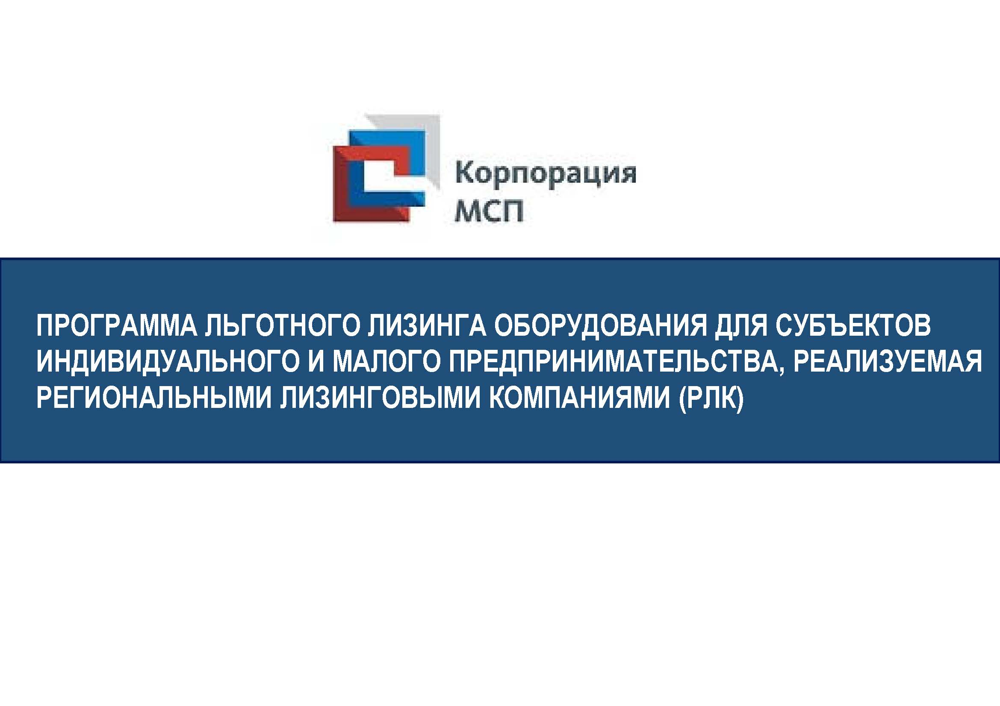 Корпорация
МСП
ПРОГРАММА ЛЬГОТНОГО ЛИЗИНГА ОБОРУДОВАНИЯ ДЛЯ СУБЪЕКТОВ
ИНДИВИДУАЛЬНОГО И МАЛОГО ПРЕДПРИНИМАТЕЛЬСТВА, РЕАЛИЗУЕМАЯ
РЕГИОНАЛЬНЫМИ ЛИЗИНГОВЫМИ КОМПАНИЯМИ (РЛК)